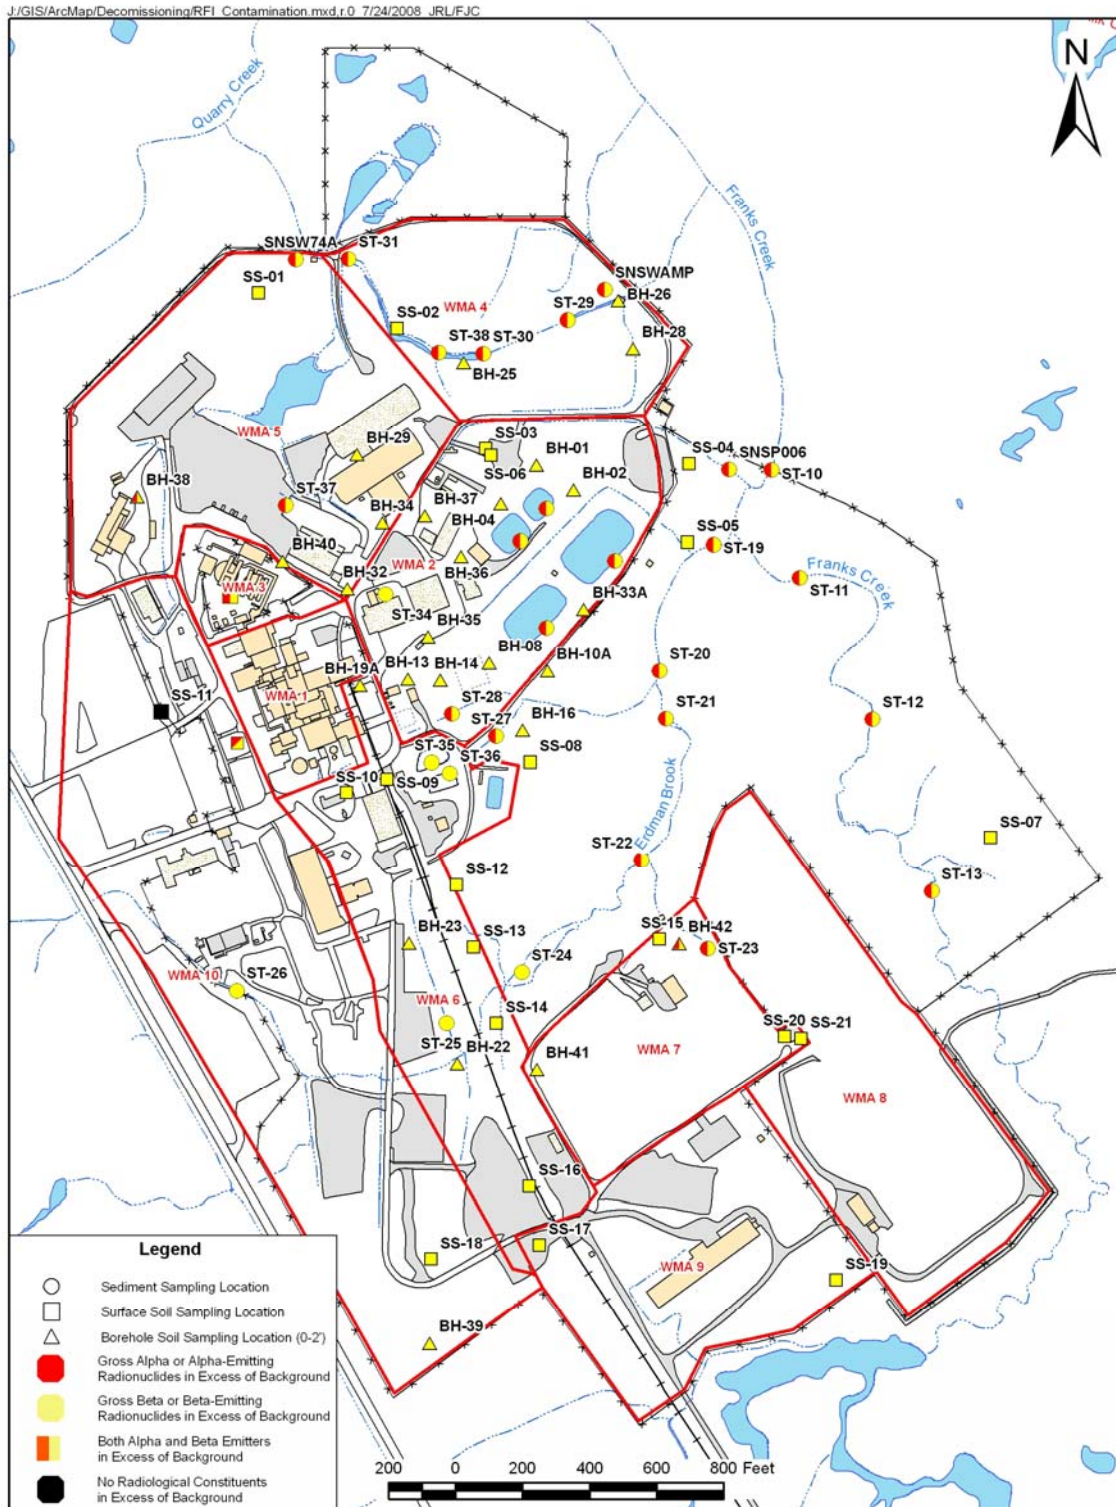 J:/GIS/ArcMap/Decomissioning/RFI_Contamination.mxd,r.0 7/24/2008 JRL/FJC
N
Quarry Creek
Franks Creek
SNSW74A
ST-31
SS-01
SNSWAMP
BH-26
SS-02
WMA 4
ST-29
BH-28
ST-38
ST-30
BH-25
WMA 5
BH-29
SS-03
BH-01
SS-04
SNSP006
SS-06
BH-02
ST-10
BH-38
ST-37
BH-34
BH-37
BH-04
SS-05
ST-19
BH-40
WMA 2
BH-36
Franks Creek
ST-11
BH-32
WMA 3
ST-34
BH-33A
BH-35
BH-08
BH-19A
BH-13
BH-14
BH-10A
ST-20
SS-11
WMA 1
ST-28
ST-21
ST-12
ST-27
BH-16
ST-35
ST-36
SS-08
SS-10
SS-09
Erdman Brook
SS-07
ST-22
ST-13
SS-12
BH-23
SS-13
SS-15
BH-42
ST-23
WMA 10
ST-26
ST-24
WMA 6
SS-14
SS-20
SS-21
ST-25
BH-22
BH-41
WMA 7
WMA 8
SS-16
SS-17
SS-18
WMA 9
SS-19
BH-39
Legend
Sediment Sampling Location
Surface Soil Sampling Location
Borehole Soil Sampling Location (0-2')
Gross Alpha or Alpha-Emitting
Radionuclides in Excess of Background
Gross Beta or Beta-Emitting
Radionuclides in Excess of Background
Both Alpha and Beta Emitters
in Excess of Background
No Radiological Constituents
in Excess of Background
200 0 200 400 600 800 Feet